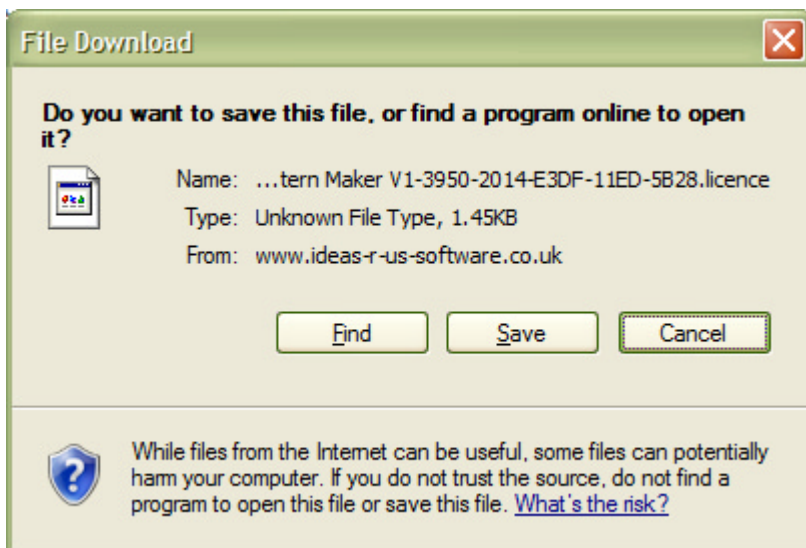 File Download
Do you want to save this file, or find a program online to open
it?
Name: ...tern Maker V1-3950-2014-E3DF-11ED-5B28.licence
Type: Unknown File Type, 1.45KB
From: www.ideas-r-us-software.co.uk
Find Save Cancel
While files from the Internet can be useful, some files can potentially
harm your computer. If you do not trust the source, do not find a
program to open this file or save this file. What's the risk?